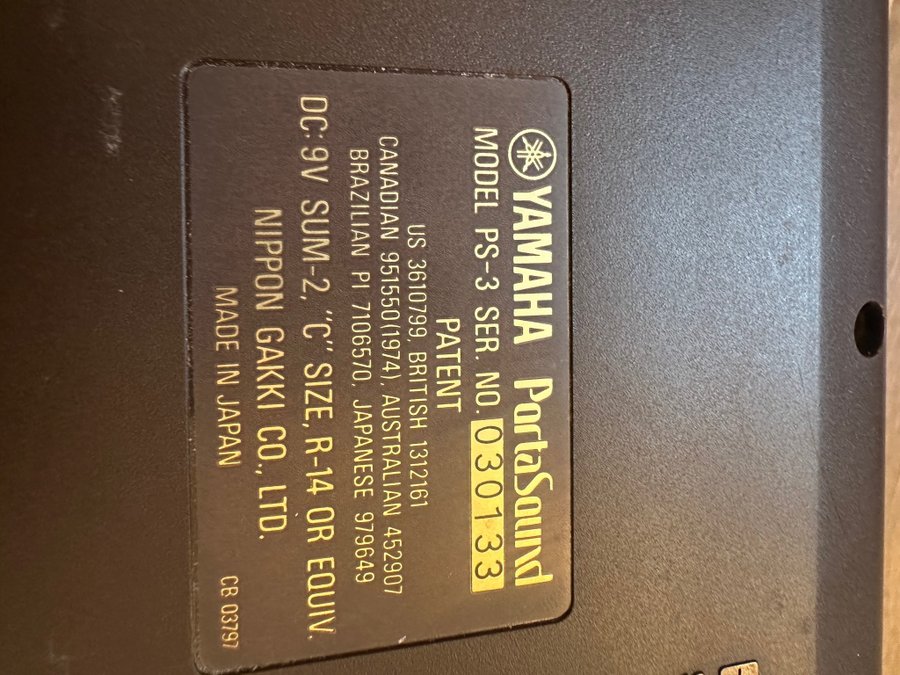 YAMAHA PortaSound
MODEL PS-3 SER. NO. 030133
PATENT
US 3610799, BRITISH 1312161
CANADIAN 951550(1974), AUSTRALIAN 452907
BRAZILIAN PI 7106570, JAPANESE 979649
DC:9V SUM-2, "C" SIZE, R-14 OR EQUIV.
NIPPON GAKKI CO., LTD.
MADE IN JAPAN
CB 03797